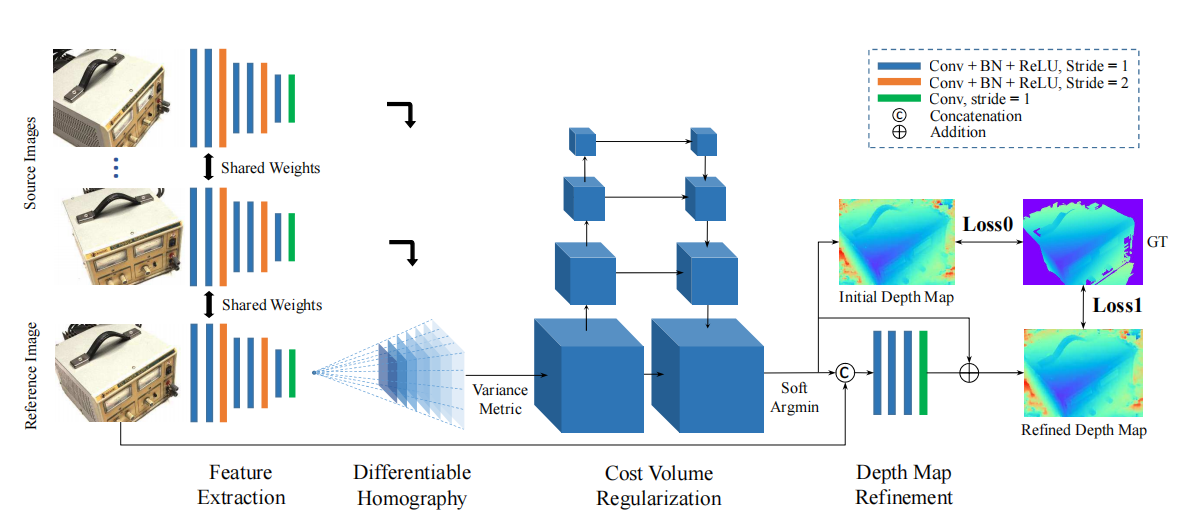 Source Images
Reference Image
Shared Weights
Shared Weights
Conv + BN + ReLU, Stride = 1
Conv + BN + ReLU, Stride = 2
Conv, stride = 1
C Concatenation
Addition
Variance
Metric
Soft
Argmin
C
Initial Depth Map
Loss0
GT
Loss1
Refined Depth Map
Feature
Extraction
Differentiable
Homography
Cost Volume
Regularization
Depth Map
Refinement